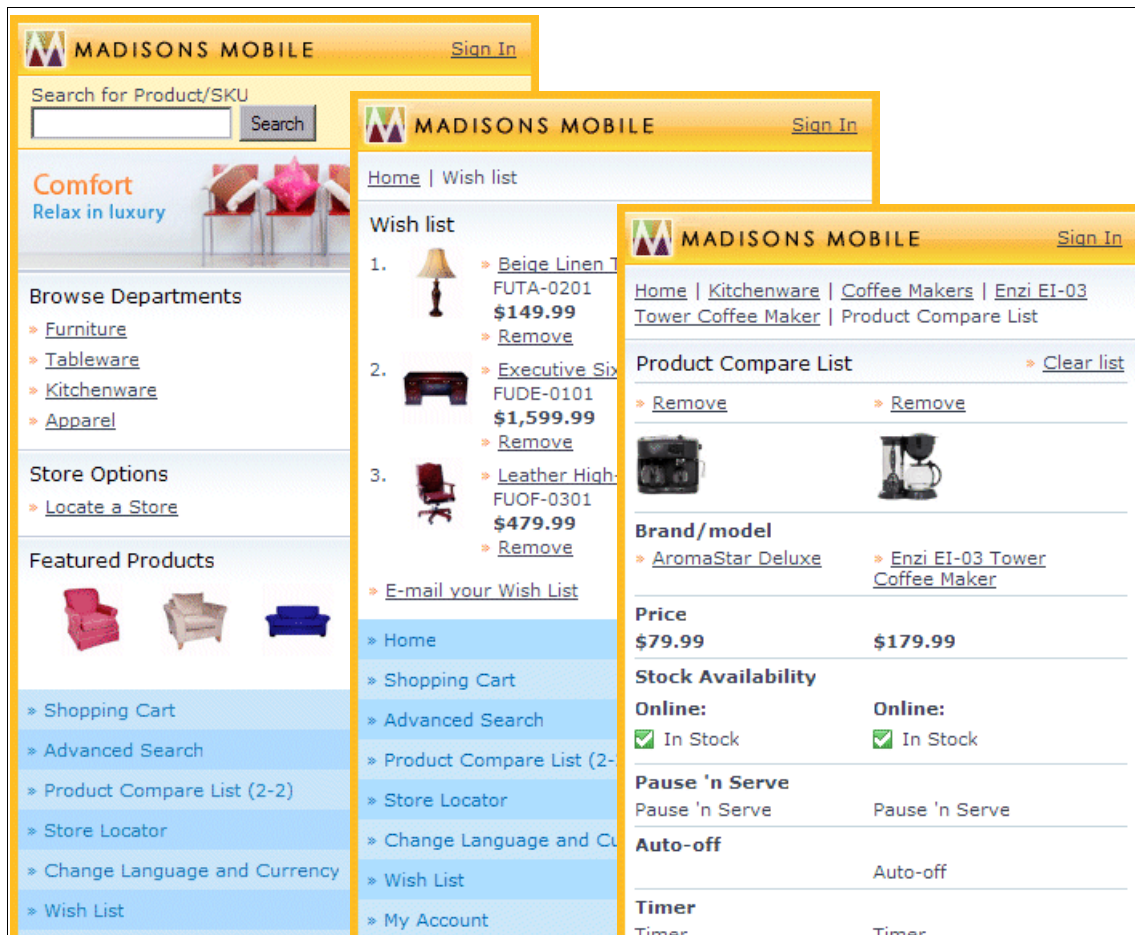 MADISONS MOBILE
Sign In
Search for Product/SKU
Search
Comfort
Relax in luxury
Browse Departments
» Furniture
» Tableware
» Kitchenware
» Apparel
Store Options
» Locate a Store
Featured Products
» Shopping Cart
» Advanced Search
» Product Compare List (2-2)
» Store Locator
» Change Language and Currency
» Wish List
MADISONS MOBILE
Sign In
Home | Wish list
Wish list
1. » Beige Linen
FUTA-0201
$149.99
» Remove
2. » Executive
FUDE-0101
$1,599.99
» Remove
3. » Leather High-
FUOF-0301
$479.99
» Remove
» E-mail your Wish List
» Home
» Shopping Cart
» Advanced Search
» Product Compare List (2-
» Store Locator
» Change Language and
» Wish List
» My Account
MADISONS MOBILE
Sign In
Home | Kitchenware | Coffee Makers | Enzi EI-03
Tower Coffee Maker | Product Compare List
Product Compare List » Clear list
» Remove » Remove
Brand/model
» AromaStar Deluxe » Enzi EI-03 Tower
Coffee Maker
Price
$79.99 $179.99
Stock Availability
Online: Online:
In Stock In Stock
Pause 'n Serve
Pause 'n Serve Pause 'n Serve
Auto-off
Auto-off
Timer
Timer Timer